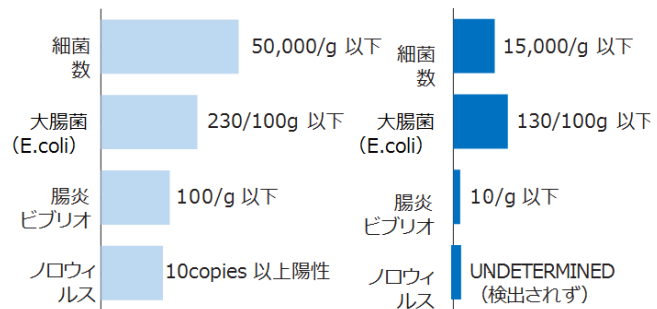 細菌
数
50,000/g 以下
大腸菌
（E.coli）
230/100g 以下
腸炎
ビブリオ
100/g 以下
ノロウィ
ルス
10copies 以上陽性
細菌
数
15,000/g 以下
大腸菌
（E.coli）
130/100g 以下
腸炎
ビブリオ
10/g 以下
ノロウィ
ルス
UNDETERMINED
（検出されず）